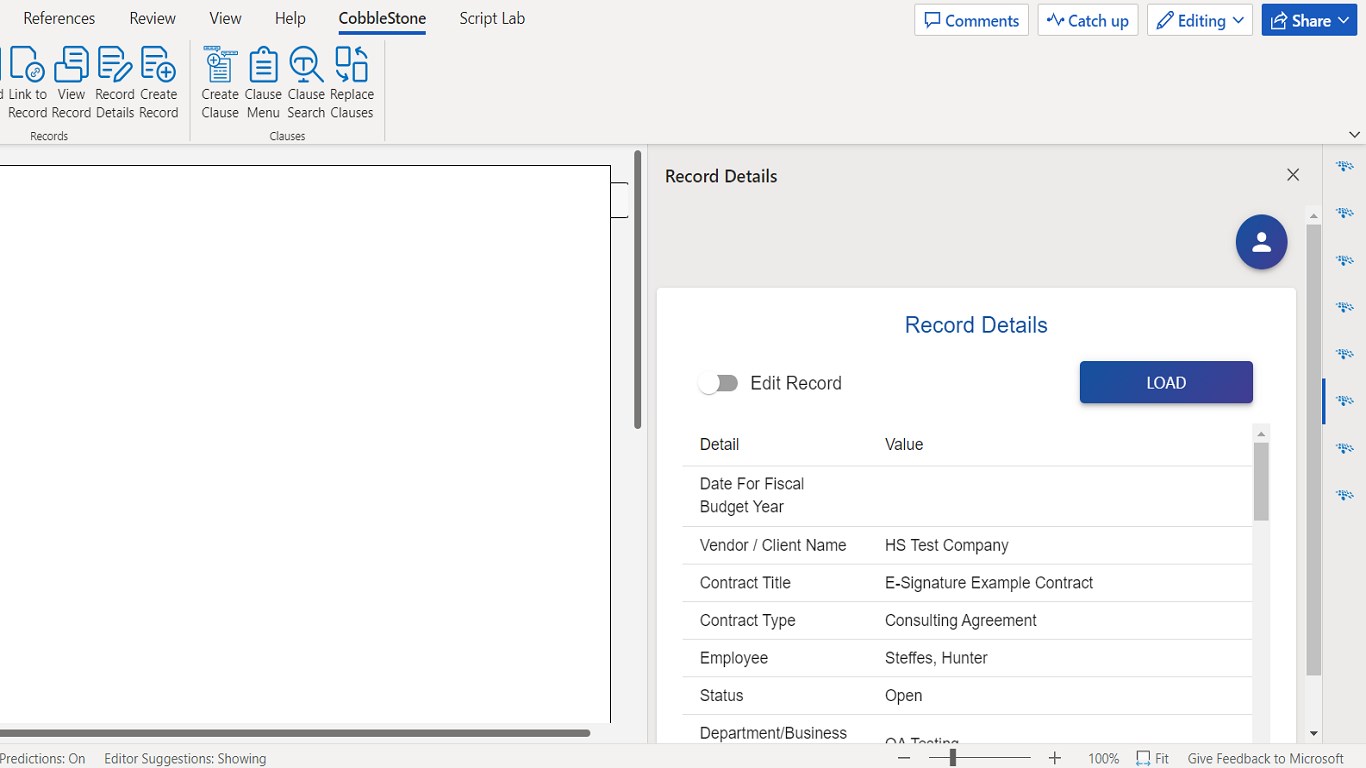 References Review View Help CobbleStone Script Lab
Comments Catch up Editing Share
Link to Record
View Record
Record Details
Create Record
Create Clause
Clause Menu
Clause Search
Replace Clauses
Records
Clauses
Record Details
Record Details
Edit Record
LOAD
Detail Value
Date For Fiscal
Budget Year
Vendor / Client Name HS Test Company
Contract Title E-Signature Example Contract
Contract Type Consulting Agreement
Employee Steffes, Hunter
Status Open
Department/Business
QA Testing
Predictions: On Editor Suggestions: Showing
100% Fit Give Feedback to Microsoft